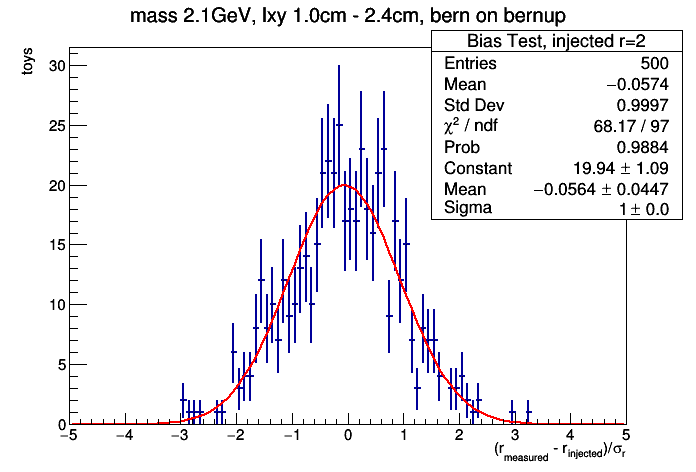 mass 2.1GeV, lxy 1.0cm - 2.4cm, bern on bernup
Bias Test, injected r=2
Entries 500
Mean −0.0574
Std Dev 0.9997
χ² / ndf 68.17 / 97
Prob 0.9884
Constant 19.94 ± 1.09
Mean −0.0564 ± 0.0447
Sigma 1 ± 0.0
toys
30
25
20
15
10
5
0
−5 −4 −3 −2 −1 0 1 2 3 4 5
(r_measured - r_injected)/σ_r